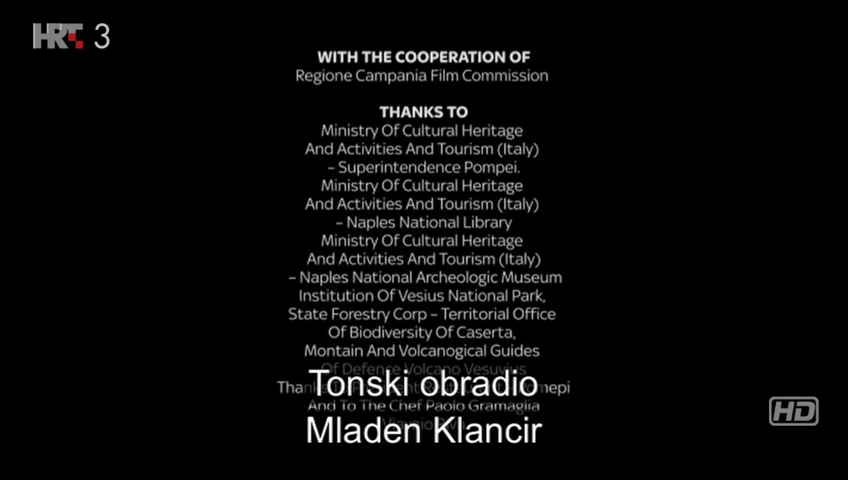 HRT 3
WITH THE COOPERATION OF
Regione Campania Film Commission
THANKS TO
Ministry Of Cultural Heritage
And Activities And Tourism (Italy)
– Superintendence Pompei.
Ministry Of Cultural Heritage
And Activities And Tourism (Italy)
– Naples National Library
Ministry Of Cultural Heritage
And Activities And Tourism (Italy)
– Naples National Archeologic Museum
Institution Of Vesius National Park,
State Forestry Corp – Territorial Office
Of Biodiversity Of Caserta,
Montain And Volcanogical Guides
Of Defence Volcano Vesuvius
Tonski obradio
And To The Chef Paolo Gramaglia
Mladen Klancir
HD